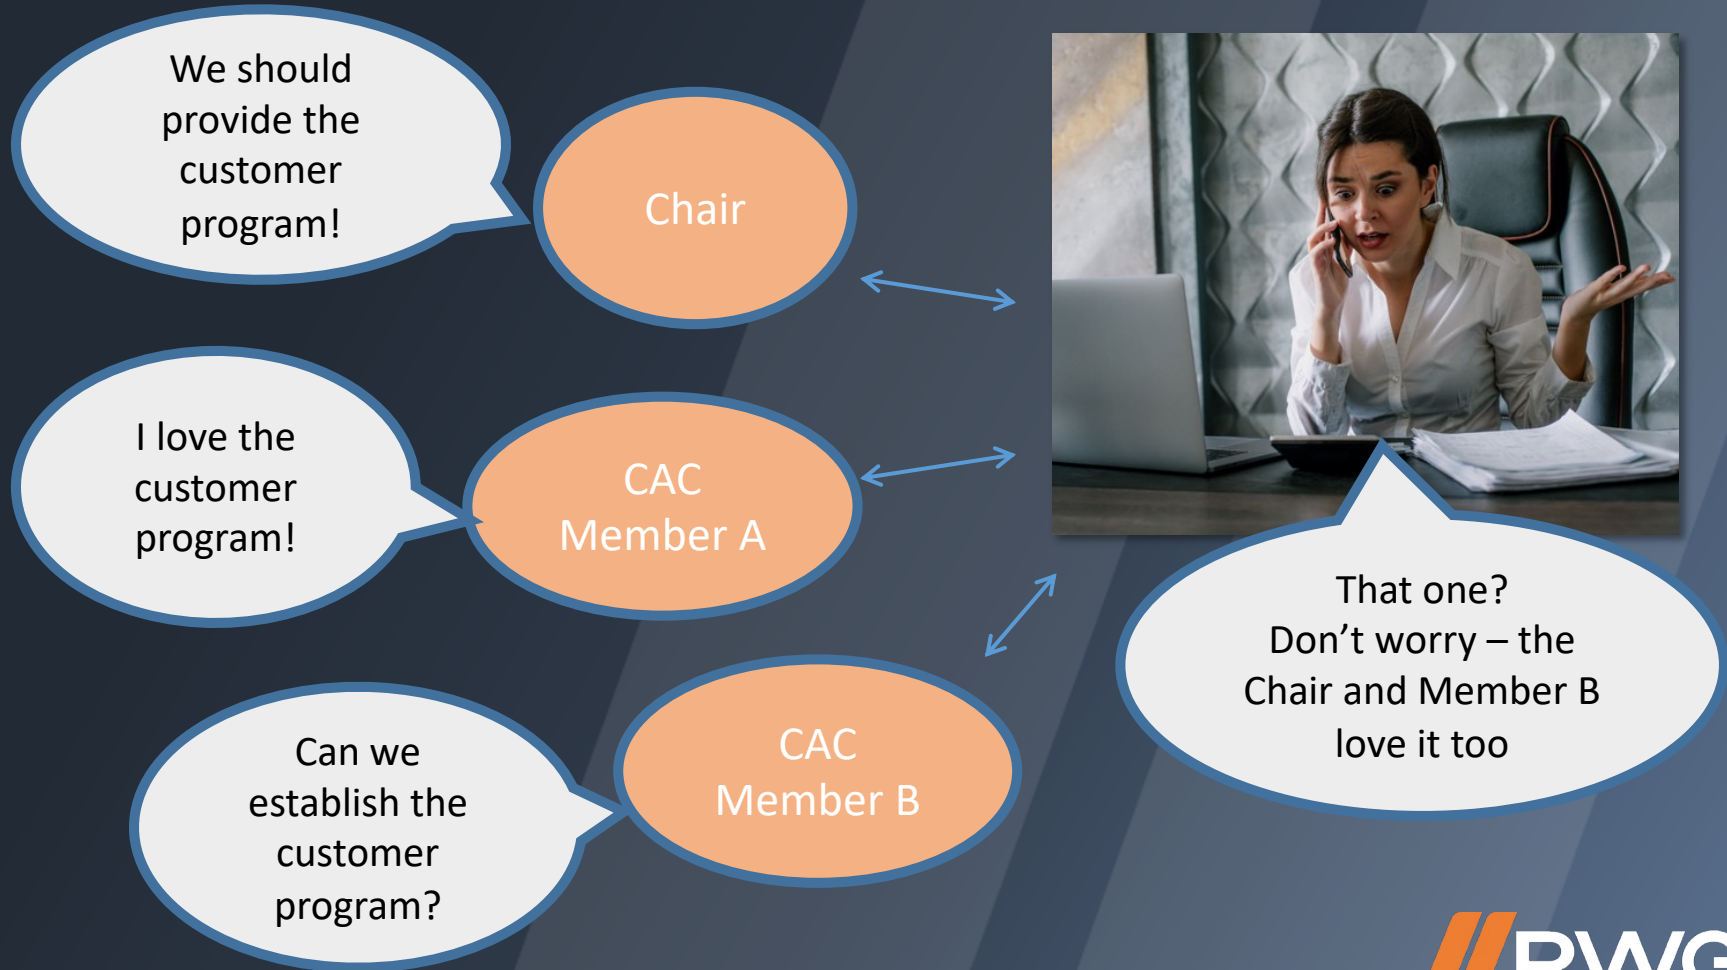 We should
provide the
customer
program!
Chair
I love the
customer
program!
CAC
Member A
Can we
establish the
customer
program?
CAC
Member B
That one?
Don’t worry – the
Chair and Member B
love it too